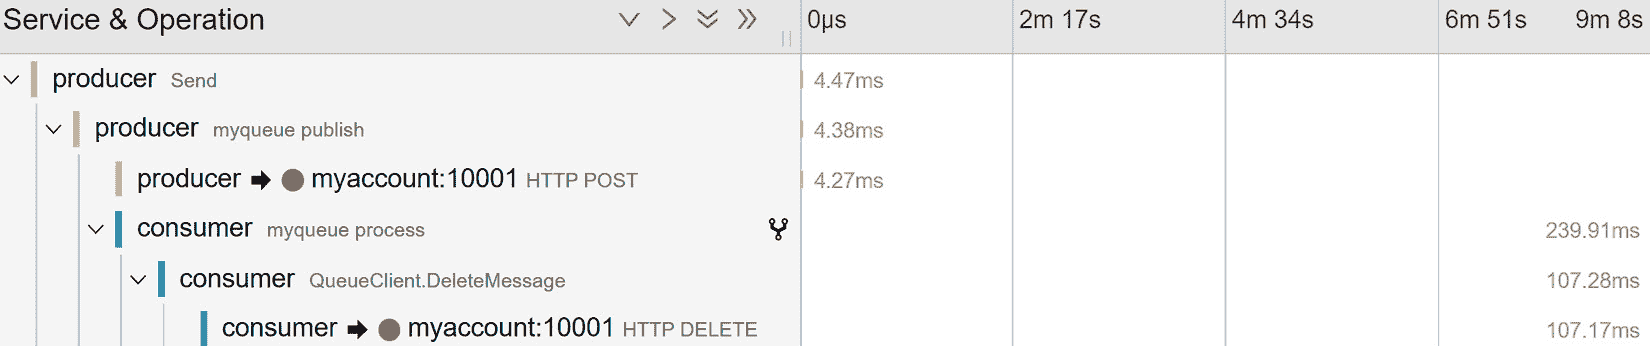 Service & Operation 0μs 2m 17s 4m 34s 6m 51s 9m 8s
producer Send 4.47ms
producer myqueue publish 4.38ms
producer myaccount:10001 HTTP POST 4.27ms
consumer myqueue process 239.91ms
consumer QueueClient.DeleteMessage 107.28ms
consumer myaccount:10001 HTTP DELETE 107.17ms